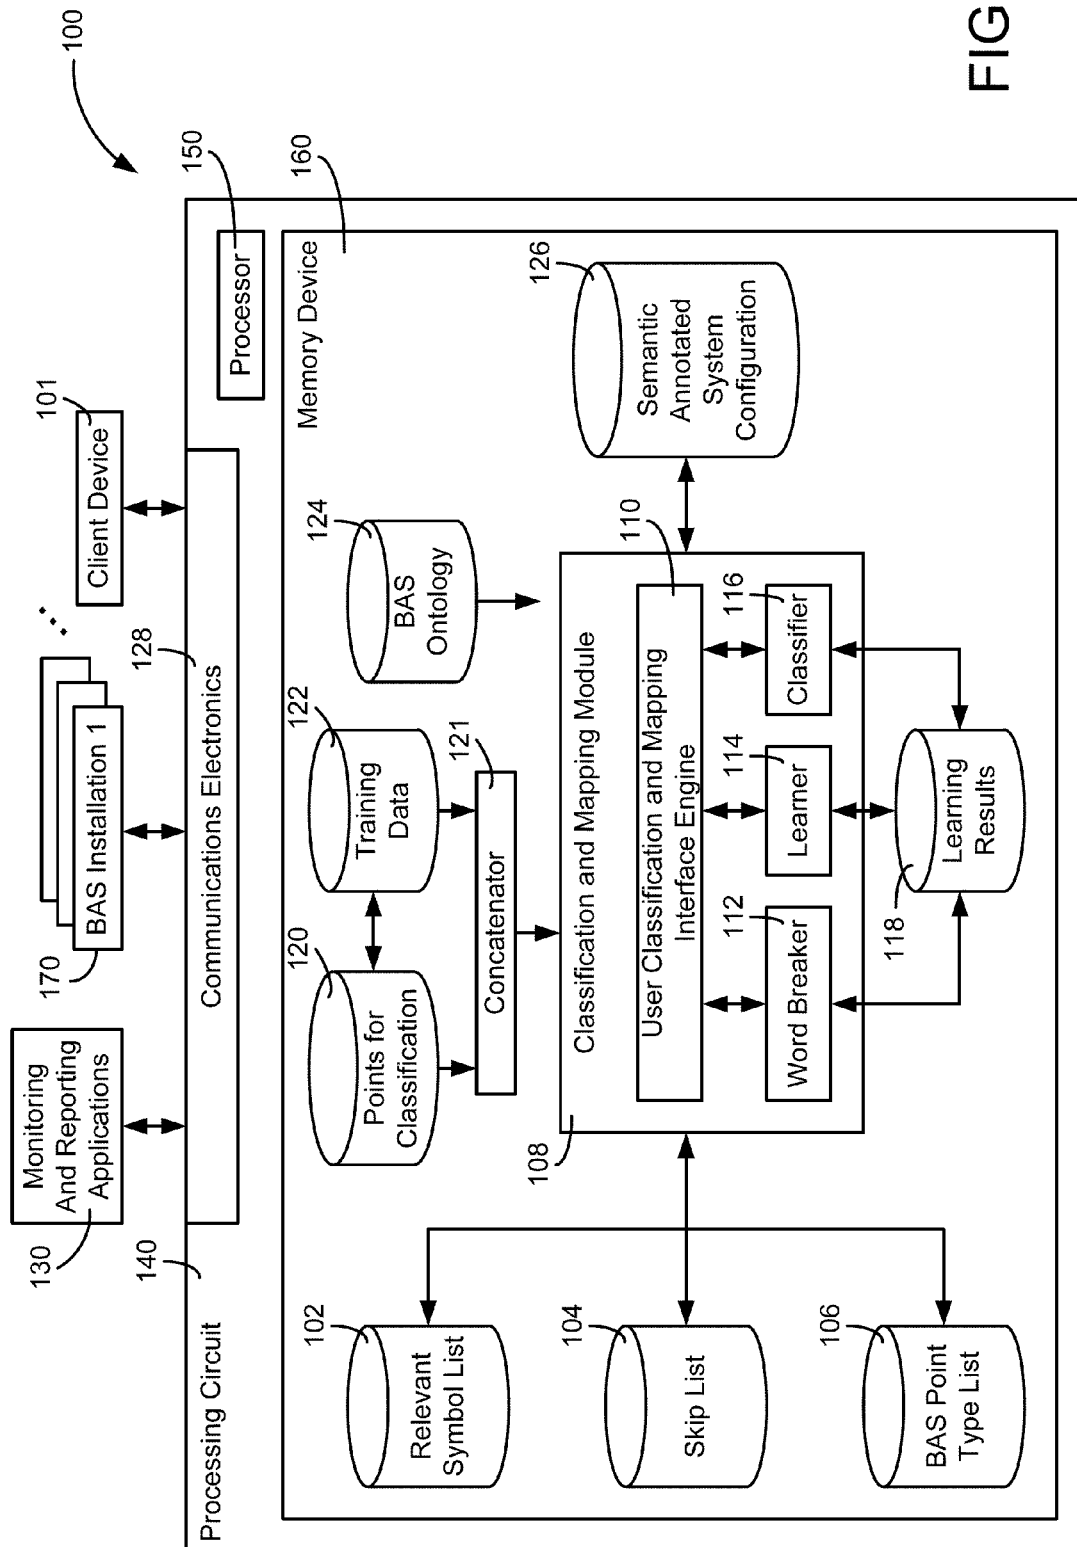 100
Monitoring
And Reporting
Applications
130
BAS Installation 1
170
Client Device
101
Processing Circuit
140
Communications Electronics
128
Processor
150
Memory Device
160
Relevant
Symbol List
102
Skip List
104
BAS Point
Type List
106
Points for
Classification
120
Training
Data
122
BAS
Ontology
124
Concatenator
121
Classification and Mapping Module
108
User Classification and Mapping
Interface Engine
110
Word Breaker
112
Learner
114
Classifier
116
Learning
Results
118
Semantic
Annotated
System
Configuration
126
FIG